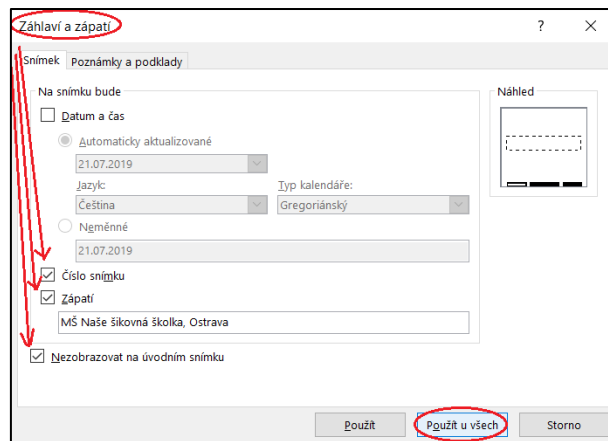 Záhlaví a zápatí
? ×
Snímek Poznámky a podklady
Na snímku bude
Náhled
Datum a čas
Automaticky aktualizované
21.07.2019
Jazyk: Typ kalendáře:
Čeština Gregoriánský
Neměnné
21.07.2019
Číslo snímku
Zápatí
MŠ Naše šikovná školka, Ostrava
Nezobrazovat na úvodním snímku
Použít Použít u všech Storno